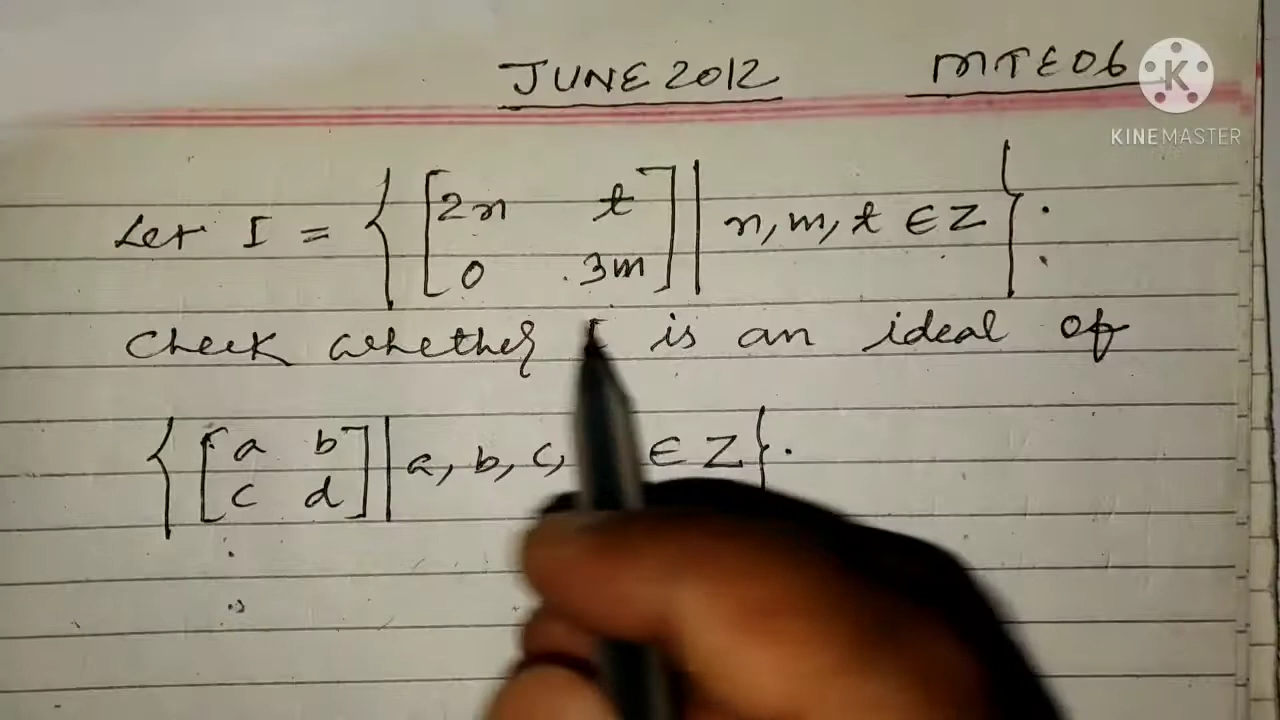 JUNE 2012 MTE06
K
KINEMASTER
Let I = { [ 2n t
0 3m ] | n, m, t ∈ Z } .
Check whether I is an ideal of
{ [ a b
c d ] | a, b, c, ∈ Z } .